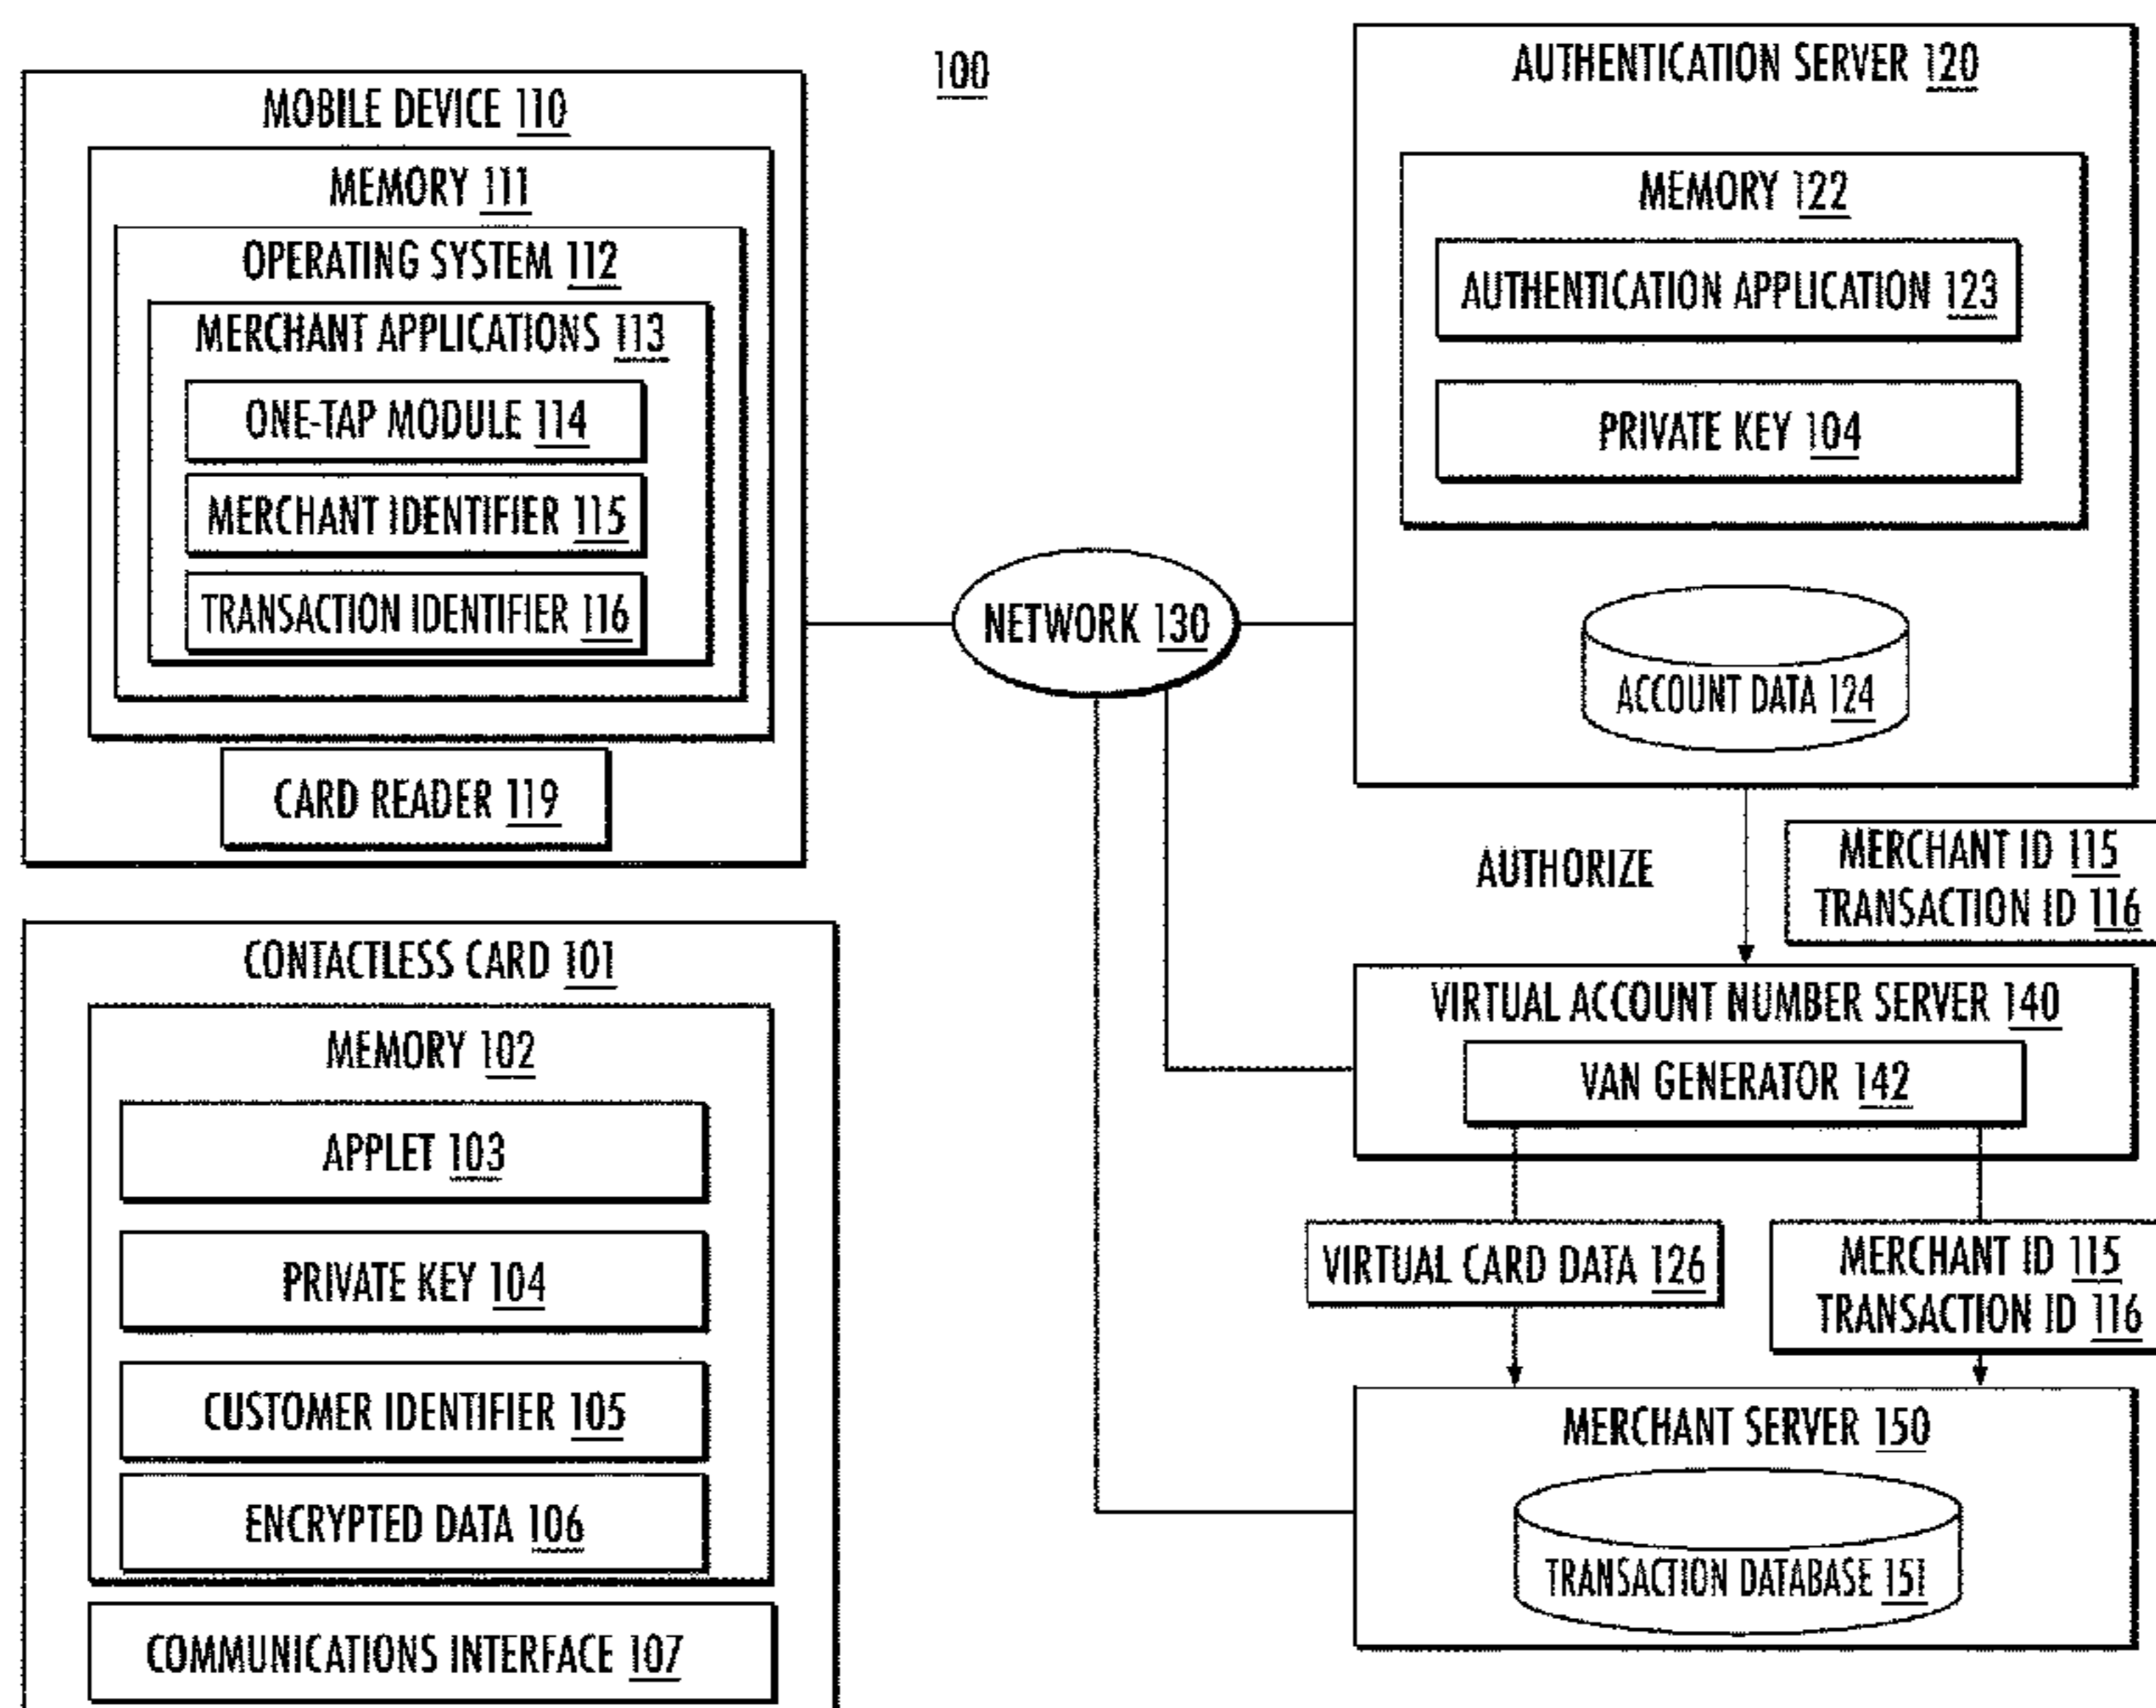 100
MOBILE DEVICE 110
MEMORY 111
OPERATING SYSTEM 112
MERCHANT APPLICATIONS 113
ONE-TAP MODULE 114
MERCHANT IDENTIFIER 115
TRANSACTION IDENTIFIER 116
CARD READER 119
CONTACTLESS CARD 101
MEMORY 102
APPLET 103
PRIVATE KEY 104
CUSTOMER IDENTIFIER 105
ENCRYPTED DATA 106
COMMUNICATIONS INTERFACE 107
NETWORK 130
AUTHENTICATION SERVER 120
MEMORY 122
AUTHENTICATION APPLICATION 123
PRIVATE KEY 104
ACCOUNT DATA 124
AUTHORIZE
MERCHANT ID 115
TRANSACTION ID 116
VIRTUAL ACCOUNT NUMBER SERVER 140
VAN GENERATOR 142
VIRTUAL CARD DATA 126
MERCHANT ID 115
TRANSACTION ID 116
MERCHANT SERVER 150
TRANSACTION DATABASE 151